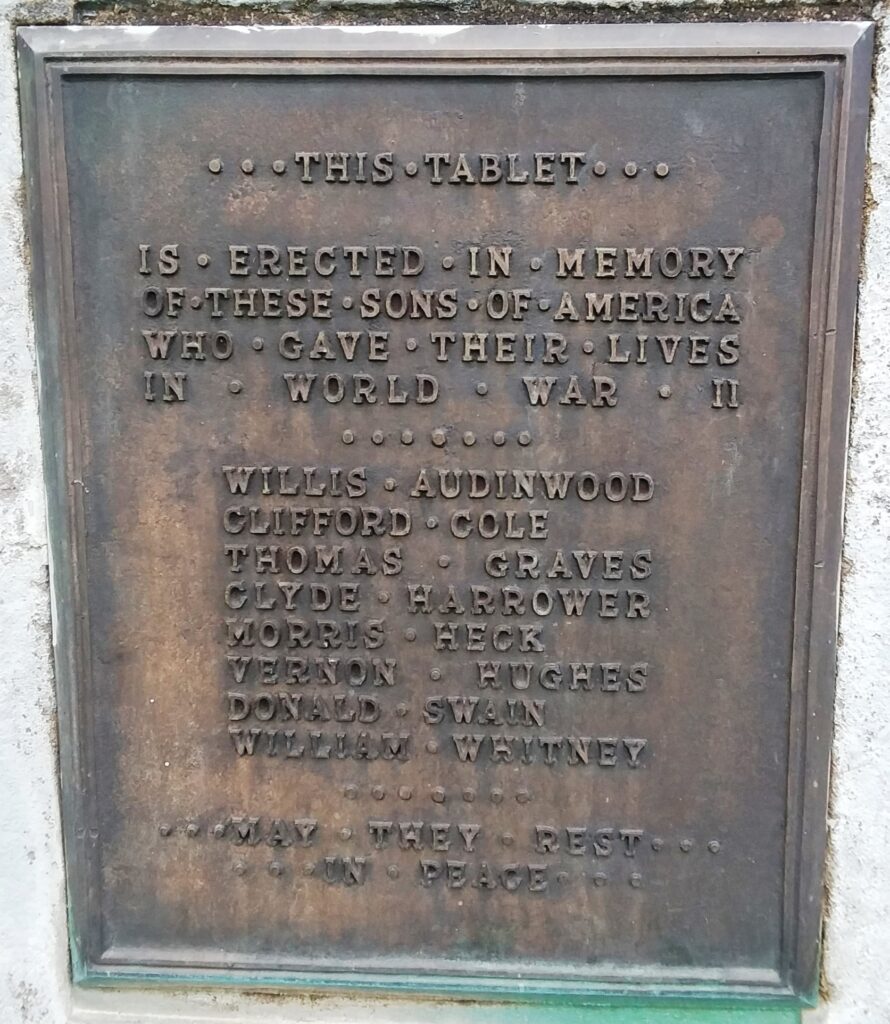 ···THIS·TABLET···
IS·ERECTED·IN·MEMORY
OF·THESE·SONS·OF·AMERICA
WHO·GAVE·THEIR·LIVES
IN·WORLD·WAR·II
·······
WILLIS·AUDINWOOD
CLIFFORD·COLE
THOMAS·GRAVES
CLYDE·HARROWER
MORRIS·HECK
VERNON·HUGHES
DONALD·SWAIN
WILLIAM·WHITNEY
·······
···MAY·THEY·REST···
···IN·PEACE···